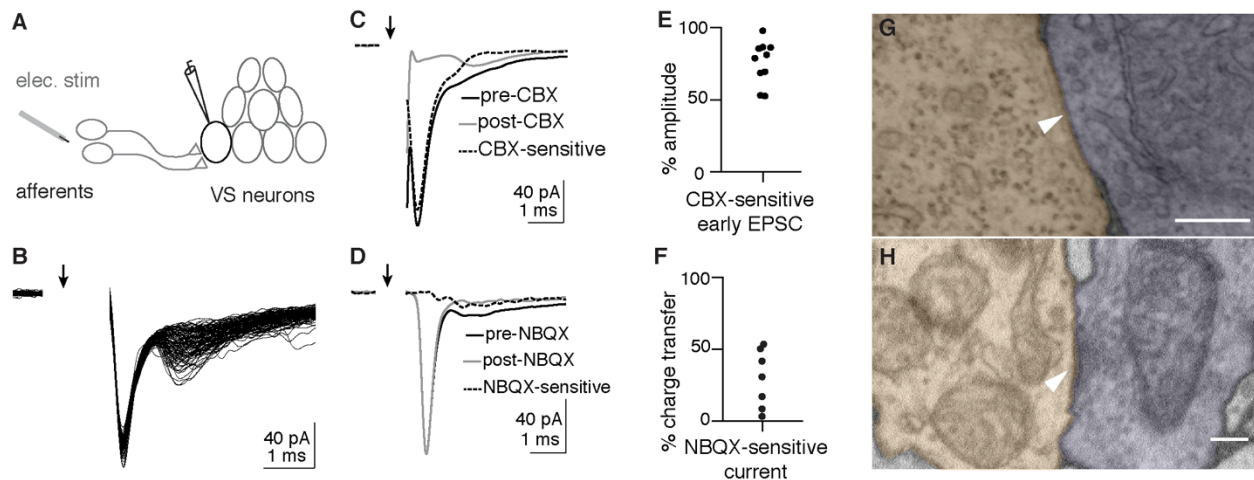 A
elec. stim
afferents
VS neurons
B
40 pA
1 ms
C
pre-CBX
post-CBX
CBX-sensitive
40 pA
1 ms
D
pre-NBQX
post-NBQX
NBQX-sensitive
40 pA
1 ms
E
% amplitude
100
50
0
CBX-sensitive
early EPSC
F
% charge transfer
100
50
0
NBQX-sensitive
current
G
H